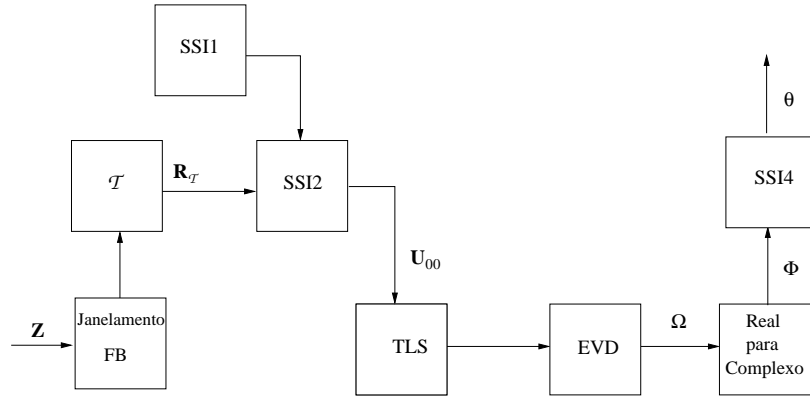 SSI1
θ
𝒯
R𝒯
SSI2
SSI4
U00
Φ
Janelamento
FB
Z
TLS
EVD
Ω
Real
para
Complexo